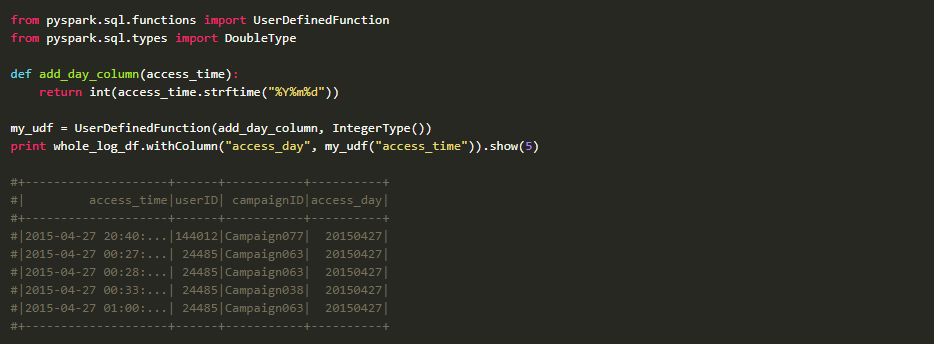 from pyspark.sql.functions import UserDefinedFunction
from pyspark.sql.types import DoubleType
def add_day_column(access_time):
    return int(access_time.strftime("%Y%m%d"))
my_udf = UserDefinedFunction(add_day_column, IntegerType())
print whole_log_df.withColumn("access_day", my_udf("access_time")).show(5)
#+--------------------+------+-----------+----------+
#|         access_time|userID| campaignID|access_day|
#+--------------------+------+-----------+----------+
#|2015-04-27 20:40:...|144012|Campaign077|  20150427|
#|2015-04-27 00:27:...| 24485|Campaign063|  20150427|
#|2015-04-27 00:28:...| 24485|Campaign063|  20150427|
#|2015-04-27 00:33:...| 24485|Campaign038|  20150427|
#|2015-04-27 01:00:...| 24485|Campaign063|  20150427|
#+--------------------+------+-----------+----------+